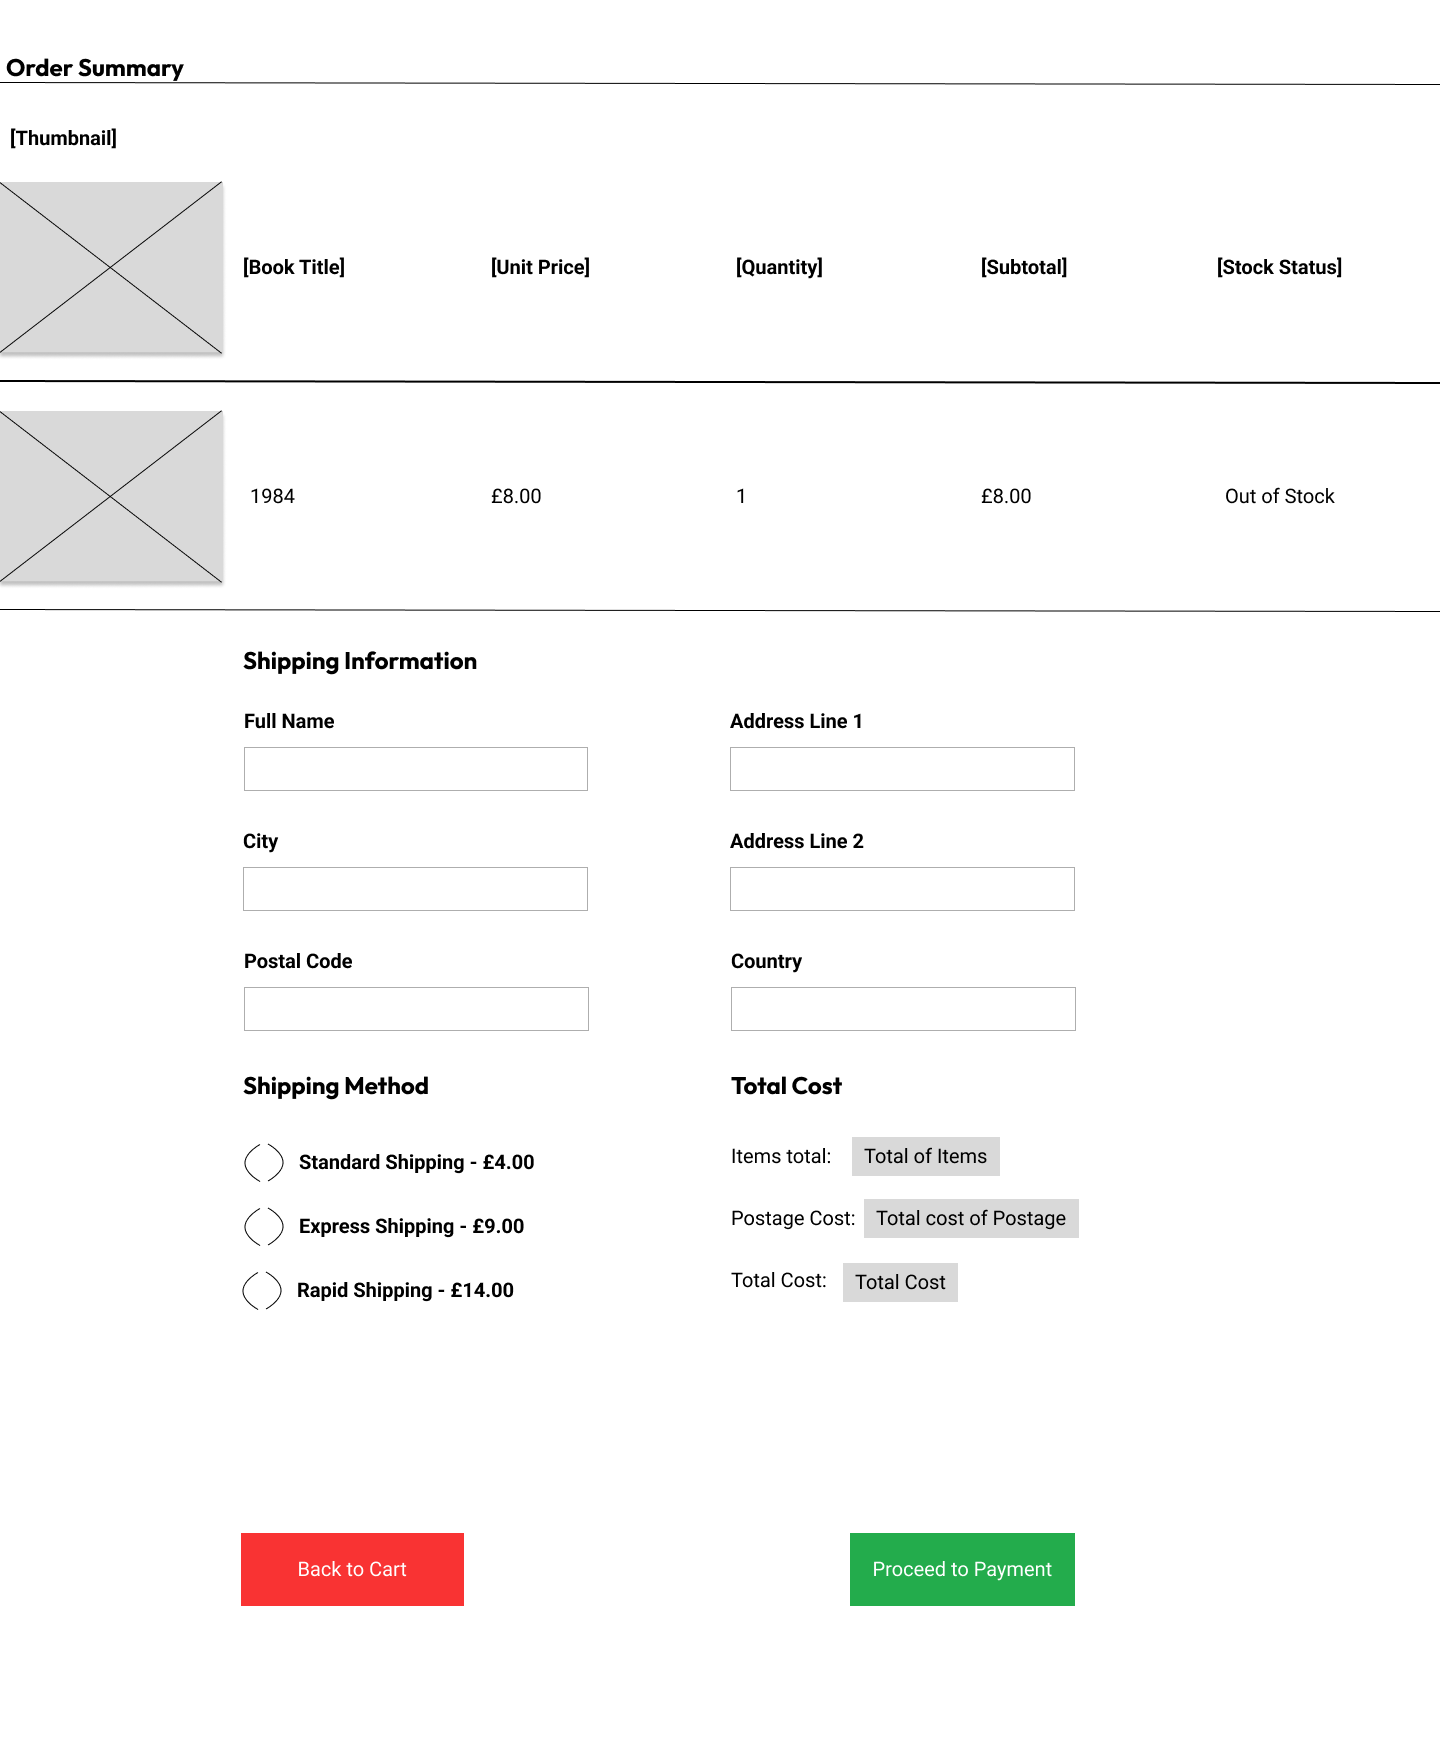 Order Summary
[Thumbnail]
[Book Title] [Unit Price] [Quantity] [Subtotal] [Stock Status]
1984 £8.00 1 £8.00 Out of Stock
Shipping Information
Full Name Address Line 1
City Address Line 2
Postal Code Country
Shipping Method Total Cost
Standard Shipping - £4.00 Items total: Total of Items
Express Shipping - £9.00 Postage Cost: Total cost of Postage
Rapid Shipping - £14.00 Total Cost: Total Cost
Back to Cart Proceed to Payment